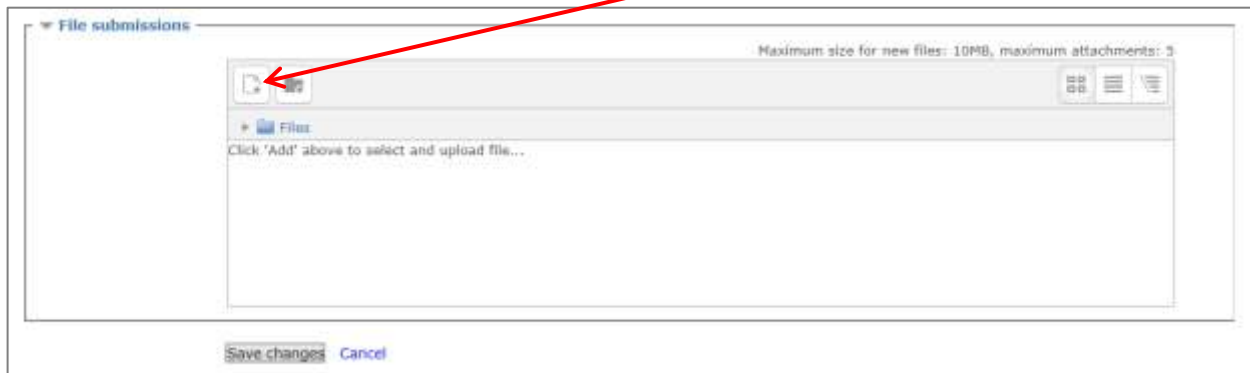 File submissions
Maximum size for new files: 10MB, maximum attachments: 5
Files
Click 'Add' above to select and upload file...
Save changes Cancel